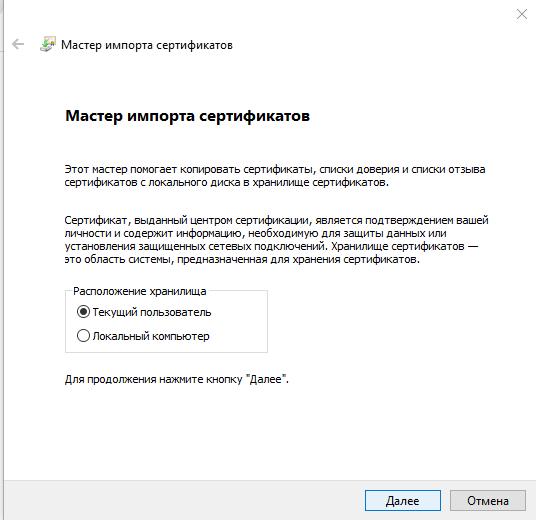 Мастер импорта сертификатов
Мастер импорта сертификатов
Этот мастер помогает копировать сертификаты, списки доверия и списки отзыва
сертификатов с локального диска в хранилище сертификатов.
Сертификат, выданный центром сертификации, является подтверждением вашей
личности и содержит информацию, необходимую для защиты данных или
установления защищенных сетевых подключений. Хранилище сертификатов —
это область системы, предназначенная для хранения сертификатов.
Расположение хранилища
Текущий пользователь
Локальный компьютер
Для продолжения нажмите кнопку "Далее".
Далее
Отмена